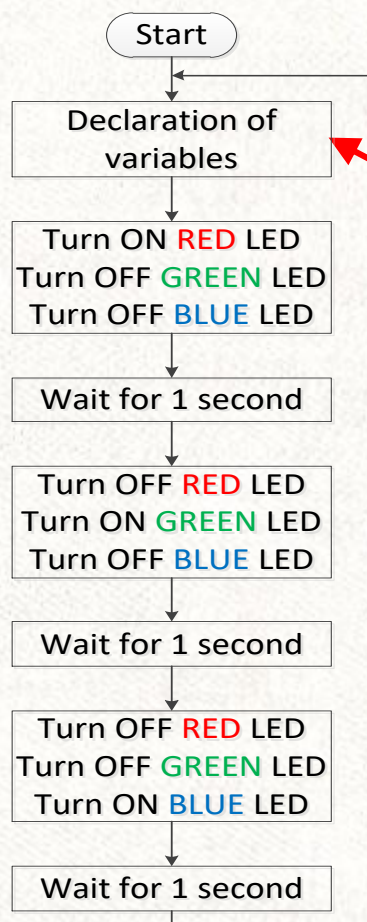 Start
Declaration of
variables
Turn ON RED LED
Turn OFF GREEN LED
Turn OFF BLUE LED
Wait for 1 second
Turn OFF RED LED
Turn ON GREEN LED
Turn OFF BLUE LED
Wait for 1 second
Turn OFF RED LED
Turn OFF GREEN LED
Turn ON BLUE LED
Wait for 1 second